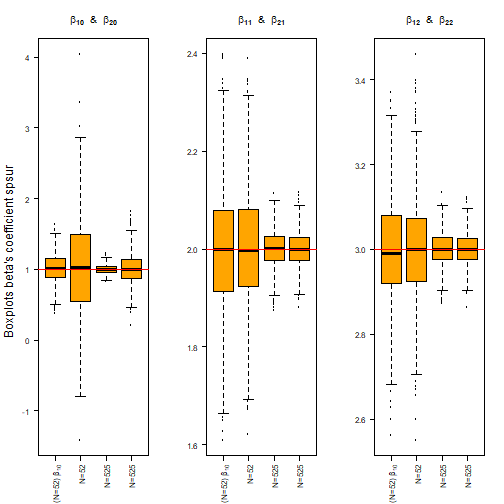 β10 & β20
β11 & β21
β12 & β22
Boxplots beta's coefficient spsur
4
3
2
1
0
-1
(N=52) β10
N=52
N=525
N=525
2.4
2.2
2.0
1.8
1.6
(N=52) β10
N=52
N=525
N=525
3.4
3.2
3.0
2.8
2.6
(N=52) β10
N=52
N=525
N=525